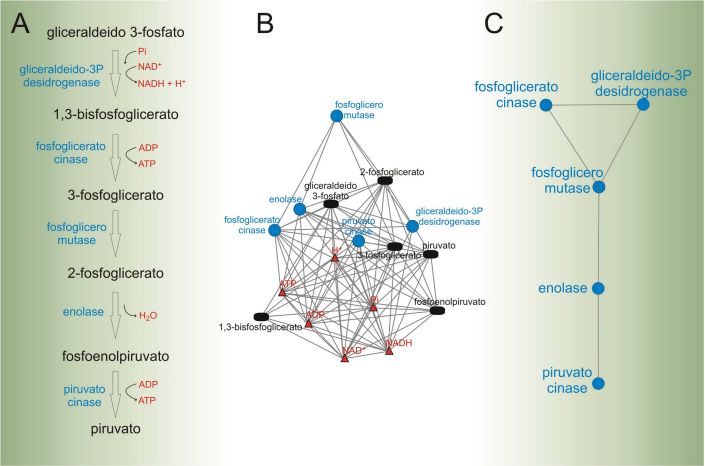 A
gliceraldeido 3-fosfato
Pi
gliceraldeido-3P
desidrogenase
NAD⁺
NADH + H⁺
1,3-bisfosfoglicerato
fosfoglicerato
cinase
ADP
ATP
3-fosfoglicerato
fosfoglicero
mutase
2-fosfoglicerato
enolase
H₂O
fosfoenolpiruvato
piruvato
cinase
ADP
ATP
piruvato
B
fosfoglicero
mutase
2-fosfoglicerato
gliceraldeido
3-fosfato
enolase
fosfoglicerato
cinase
piruvato
cinase
gliceraldeído-3P
desidrogenase
piruvato
3-fosfoglicerato
H⁺
ATP
Pi
fosfoenolpiruvato
ADP
1,3-bisfosfoglicerato
NADH
NAD⁺
C
fosfoglicerato
cinase
gliceraldeído-3P
desidrogenase
fosfoglicero
mutase
enolase
piruvato
cinase